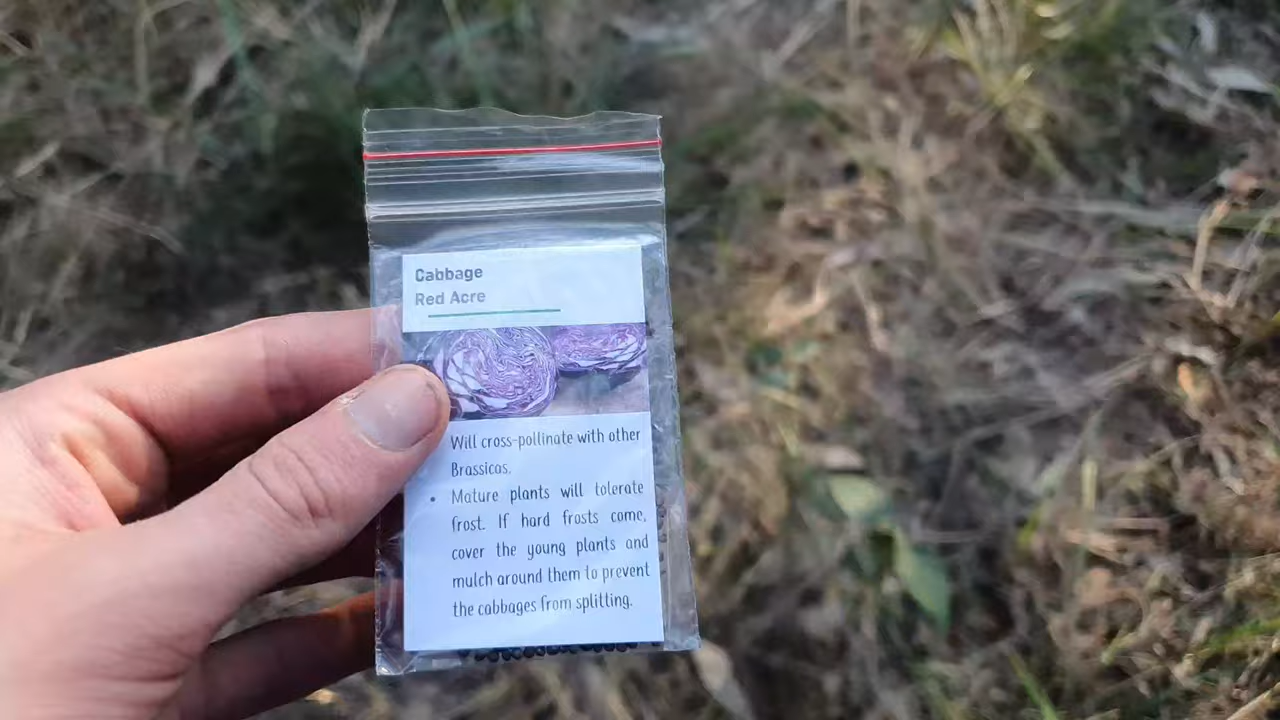 Cabbage
Red Acre
Will cross-pollinate with other
Brassicas.
• Mature plants will tolerate
frost. If hard frosts come,
cover the young plants and
mulch around them to prevent
the cabbages from splitting.